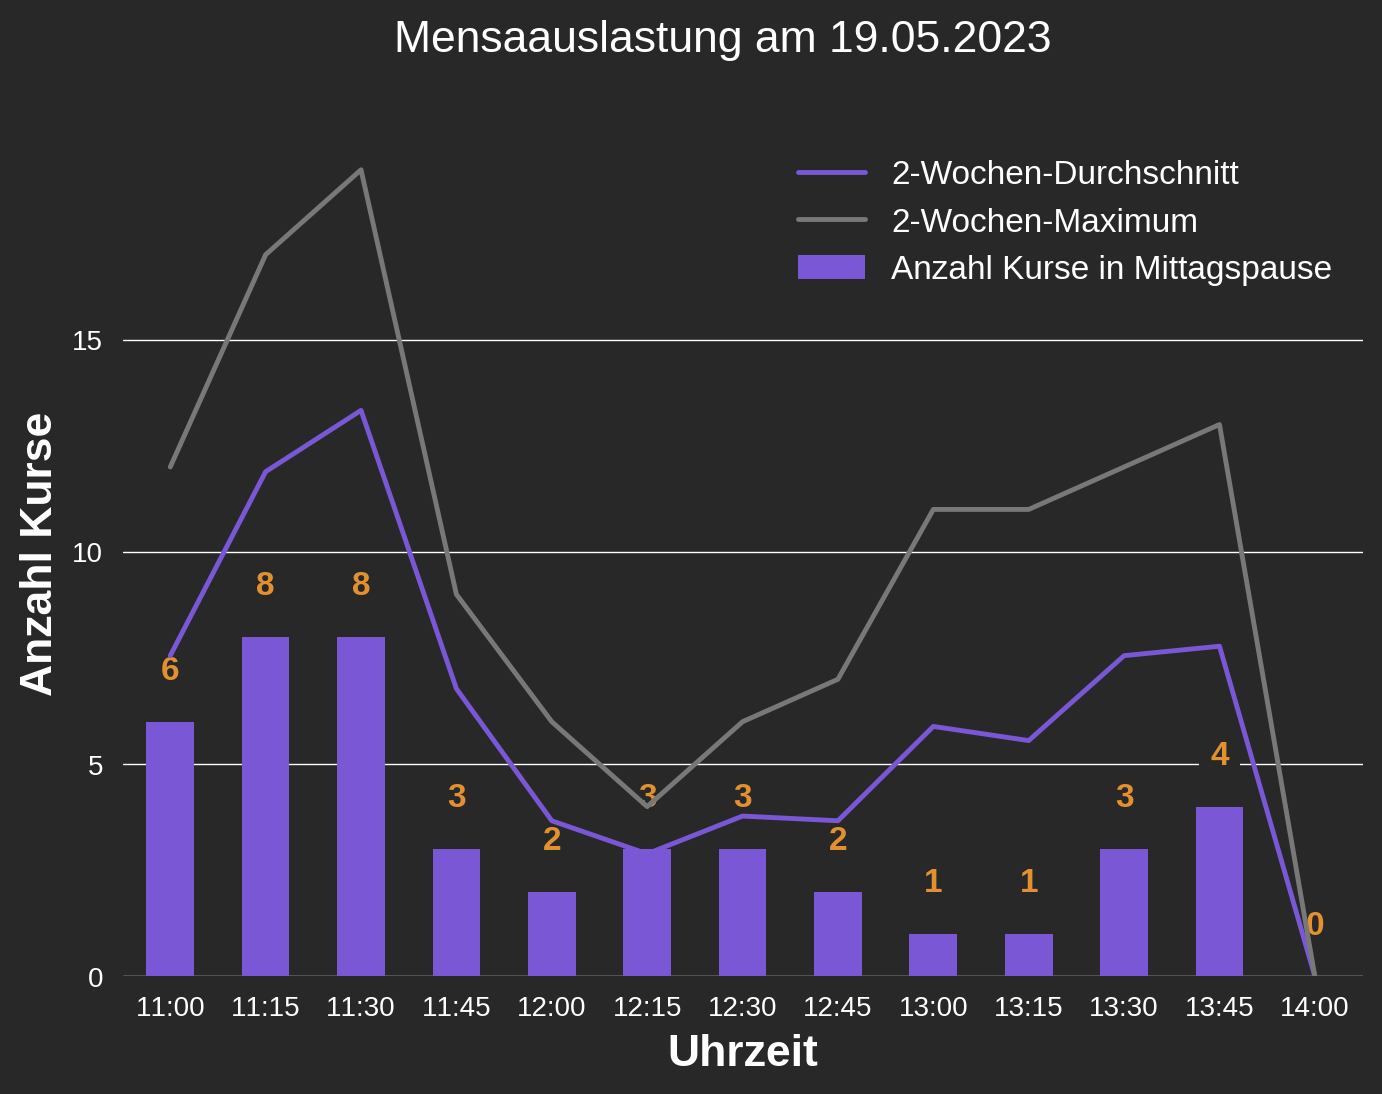 Mensaauslastung am 19.05.2023
2-Wochen-Durchschnitt
2-Wochen-Maximum
Anzahl Kurse in Mittagspause
Anzahl Kurse
15
10
5
0
6
8
8
3
2
3
3
2
1
1
3
4
0
11:00 11:15 11:30 11:45 12:00 12:15 12:30 12:45 13:00 13:15 13:30 13:45 14:00
Uhrzeit